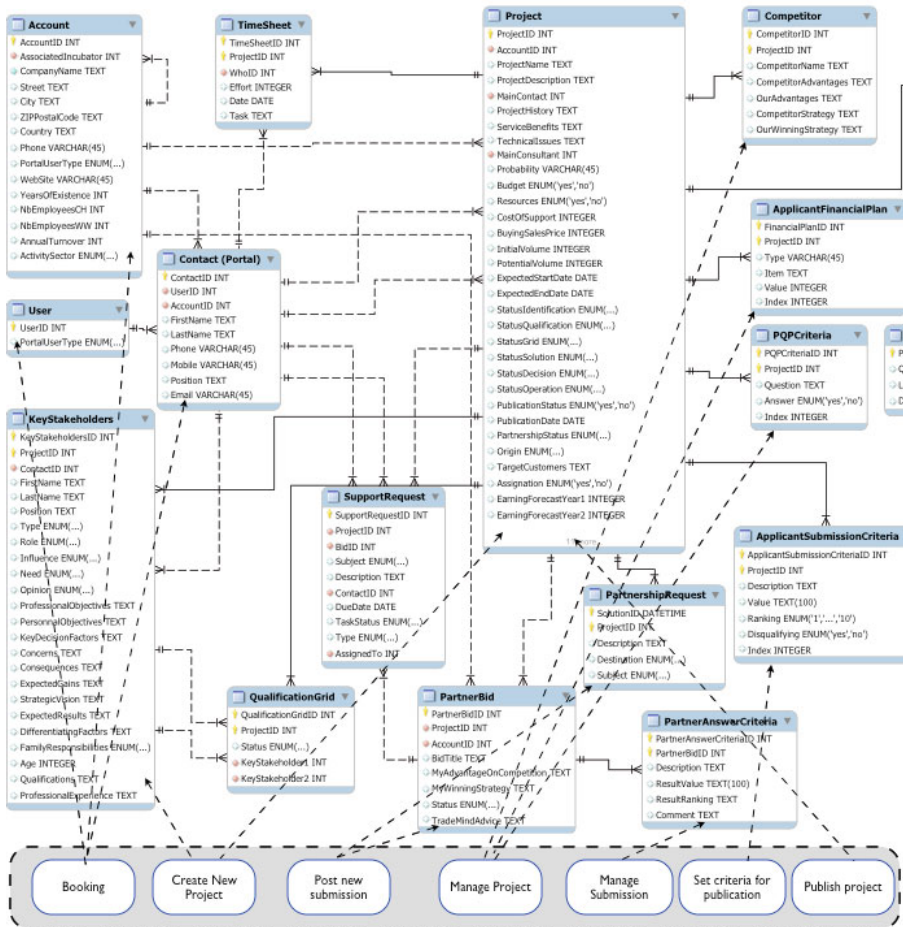 Account
AccountID INT
AssociatedIncubator INT
CompanyName TEXT
Street TEXT
City TEXT
ZIPPostalCode TEXT
Country TEXT
Phone VARCHAR(45)
PortalUserType ENUM(...)
WebSite VARCHAR(45)
YearsOfExistence INT
NbEmployeesCH INT
NbEmployeesWW INT
AnnualTurnover INT
ActivitySector ENUM(...)
TimeSheet
TimeSheetID INT
ProjectID INT
WhoID INT
Effort INTEGER
Date DATE
Task TEXT
Project
ProjectID INT
AccountID INT
ProjectName TEXT
ProjectDescription TEXT
MainContact INT
ProjectHistory TEXT
ServiceBenefits TEXT
TechnicalIssues TEXT
MainConsultant INT
Probability VARCHAR(45)
Budget ENUM('yes','no')
Resources ENUM('yes','no')
CostOfSupport INTEGER
BuyingSalesPrice INTEGER
InitialVolume INTEGER
PotentialVolume INTEGER
ExpectedStartDate DATE
ExpectedEndDate DATE
StatusIdentification ENUM(...)
StatusQualification ENUM(...)
StatusGrid ENUM(...)
StatusSolution ENUM(...)
StatusDecision ENUM(...)
StatusOperation ENUM(...)
PublicationStatus ENUM('yes','no')
PublicationDate DATE
PartnershipStatus ENUM(...)
Origin ENUM(...)
TargetCustomers TEXT
Assignation ENUM('yes','no')
EarningForecastYear1 INTEGER
EarningForecastYear2 INTEGER
Competitor
CompetitorID INT
ProjectID INT
CompetitorName TEXT
CompetitorAdvantages TEXT
OurAdvantages TEXT
CompetitorStrategy TEXT
OurWinningStrategy TEXT
ApplicantFinancialPlan
FinancialPlanID INT
ProjectID INT
Type VARCHAR(45)
Item TEXT
Value INTEGER
Index INTEGER
Contact (Portal)
ContactID INT
UserID INT
AccountID INT
FirstName TEXT
LastName TEXT
Phone VARCHAR(45)
Mobile VARCHAR(45)
Position TEXT
Email VARCHAR(45)
User
UserID INT
PortalUserType ENUM(...)
PQPCriteria
PQPCriteriaID INT
ProjectID INT
Question TEXT
Answer ENUM('yes','no')
Index INTEGER
KeyStakeholders
KeyStakeholdersID INT
ProjectID INT
ContactID INT
FirstName TEXT
LastName TEXT
Position TEXT
Type ENUM(...)
Role ENUM(...)
Influence ENUM(...)
Need ENUM(...)
Opinion ENUM(...)
ProfessionalObjectives TEXT
PersonnalObjectives TEXT
KeyDecisionFactors TEXT
Concerns TEXT
Consequences TEXT
ExpectedGains TEXT
StrategicVision TEXT
ExpectedResults TEXT
DifferentiatingFactors TEXT
FamilyResponsibilities ENUM(...)
Age INTEGER
Qualifications TEXT
ProfessionalExperience TEXT
SupportRequest
SupportRequestID INT
ProjectID INT
BidID INT
Subject ENUM(...)
Description TEXT
ContactID INT
DueDate DATE
TaskStatus ENUM(...)
Type ENUM(...)
AssignedTo INT
ApplicantSubmissionCriteria
ApplicantSubmissionCriteriaID INT
ProjectID INT
Description TEXT
Value TEXT(100)
Ranking ENUM('1','...','10')
Disqualifying ENUM('yes','no')
Index INTEGER
PartnershipRequest
SolutionID DATETIME
ProjectID INT
Description TEXT
Destination ENUM(...)
Subject ENUM(...)
QualificationGrid
QualificationGridID INT
ProjectID INT
Status ENUM(...)
KeyStakeholder1 INT
KeyStakeholder2 INT
PartnerBid
PartnerBidID INT
ProjectID INT
AccountID INT
BidTitle TEXT
MyAdvantageOnCompetition TEXT
MyWinningStrategy TEXT
Status ENUM(...)
TradeMindAdvice TEXT
PartnerAnswerCriteria
PartnerAnswerCriteriaID INT
PartnerBidID INT
Description TEXT
ResultValue TEXT(100)
ResultRanking TEXT
Comment TEXT
Booking
Create New
Project
Post new
submission
Manage Project
Manage
Submission
Set criteria for
publication
Publish project